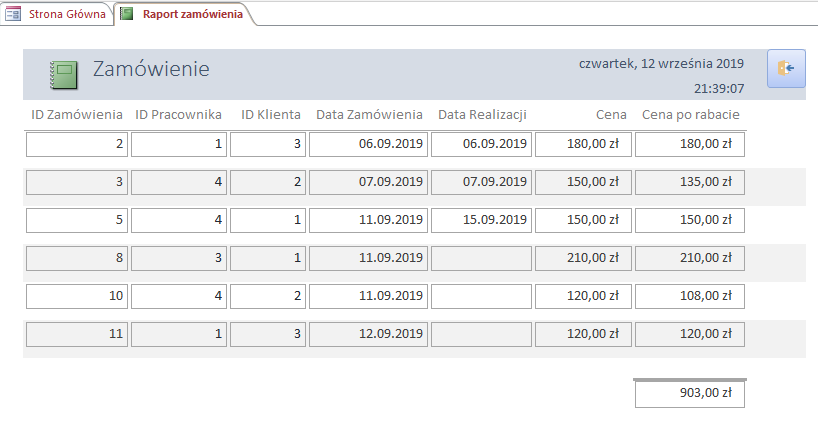 Strona Główna Raport zamówienia
Zamówienie czwartek, 12 września 2019
21:39:07
ID Zamówienia ID Pracownika ID Klienta Data Zamówienia Data Realizacji Cena Cena po rabacie
2 1 3 06.09.2019 06.09.2019 180,00 zł 180,00 zł
3 4 2 07.09.2019 07.09.2019 150,00 zł 135,00 zł
5 4 1 11.09.2019 15.09.2019 150,00 zł 150,00 zł
8 3 1 11.09.2019 210,00 zł 210,00 zł
10 4 2 11.09.2019 120,00 zł 108,00 zł
11 1 3 12.09.2019 120,00 zł 120,00 zł
903,00 zł